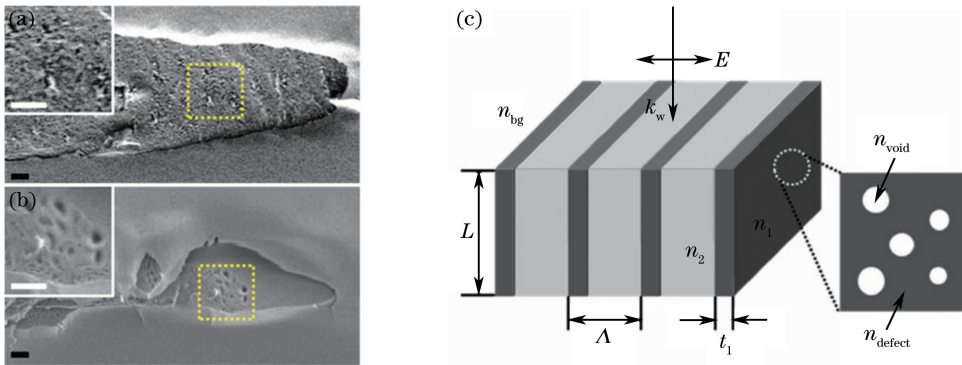 (a)
(b)
(c)
E
k_w
n_bg
n_void
L
n_1
n_2
Λ
t_1
n_defect